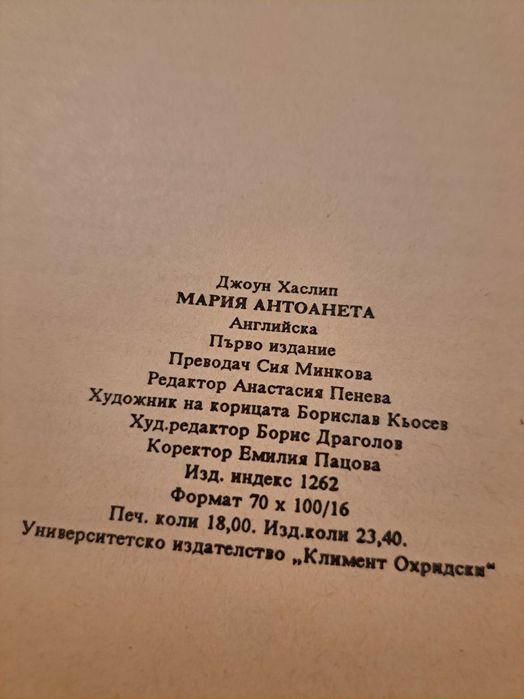 Джоун Хаслип
МАРИЯ АНТОАНЕТА
Английска
Първо издание
Преводач Сия Минкова
Редактор Анастасия Пенева
Художник на корицата Борислав Кьосев
Худ.редактор Борис Драголов
Коректор Емилия Пацова
Изд. индекс 1262
Формат 70 x 100/16
Печ. коли 18,00. Изд.коли 23,40.
Университетско издателство „Климент Охридски“